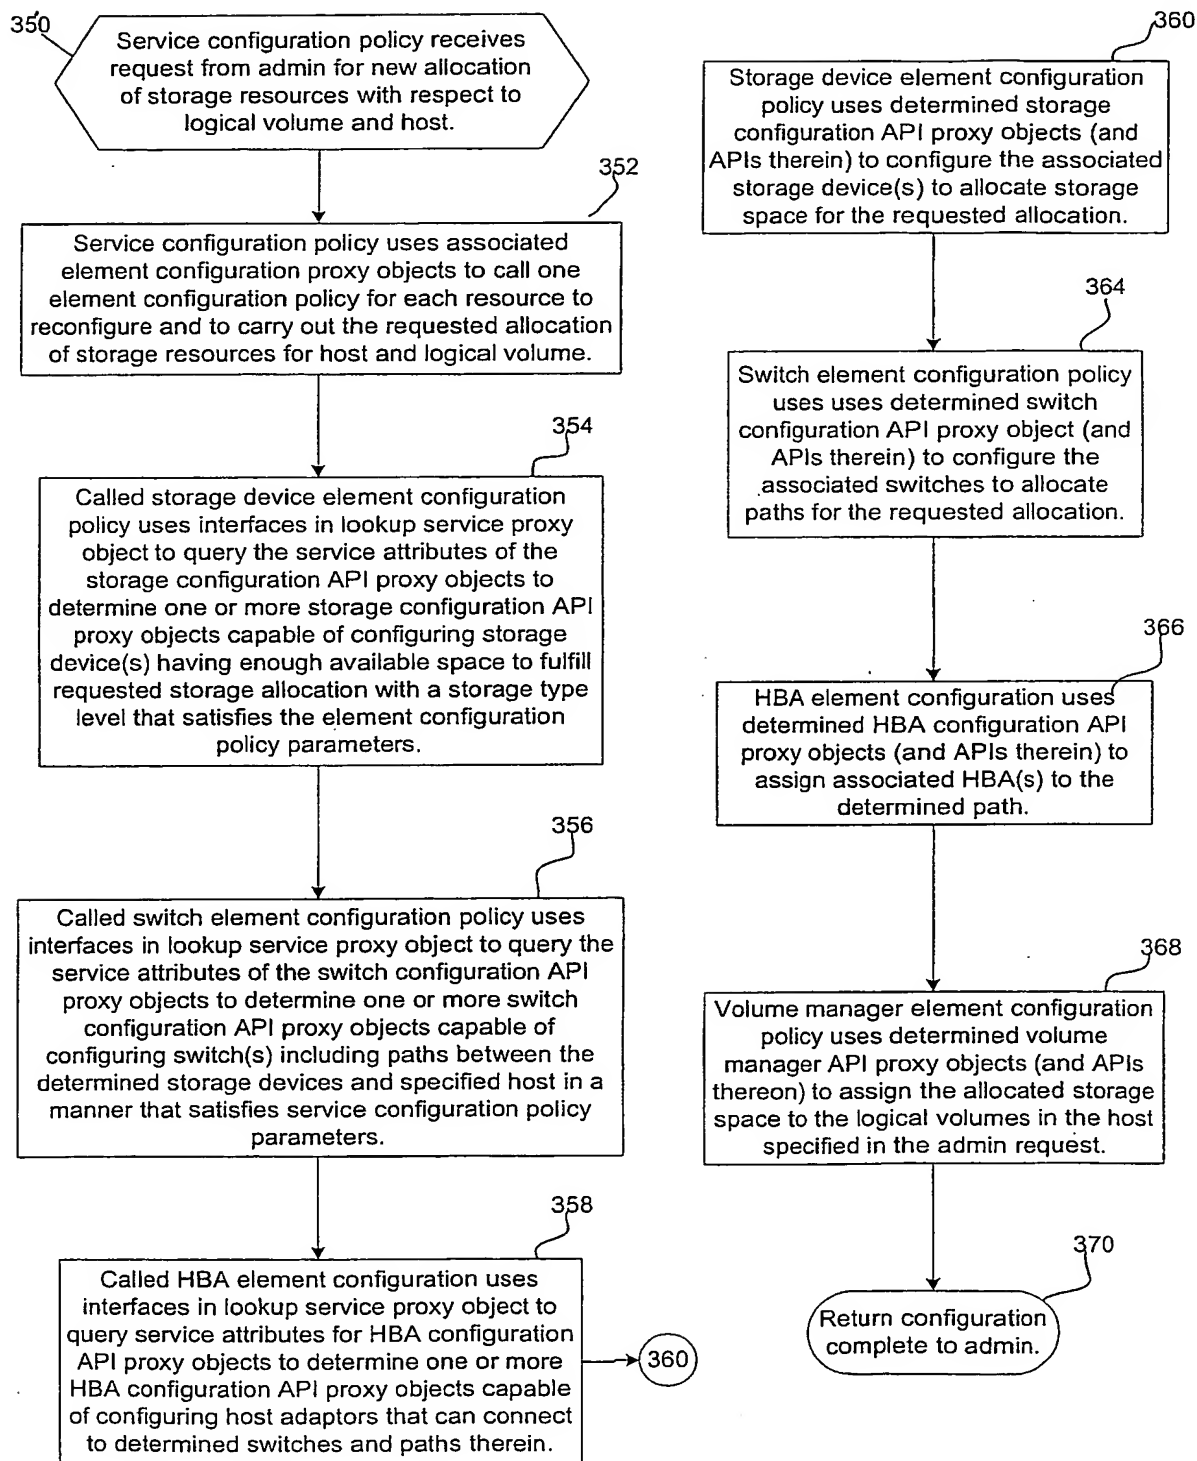 350
Service configuration policy receives
request from admin for new allocation
of storage resources with respect to
logical volume and host.
352
Service configuration policy uses associated
element configuration proxy objects to call one
element configuration policy for each resource to
reconfigure and to carry out the requested allocation
of storage resources for host and logical volume.
354
Called storage device element configuration
policy uses interfaces in lookup service proxy
object to query the service attributes of the
storage configuration API proxy objects to
determine one or more storage configuration API
proxy objects capable of configuring storage
device(s) having enough available space to fulfill
requested storage allocation with a storage type
level that satisfies the element configuration
policy parameters.
356
Called switch element configuration policy uses
interfaces in lookup service proxy object to query the
service attributes of the switch configuration API
proxy objects to determine one or more switch
configuration API proxy objects capable of
configuring switch(s) including paths between the
determined storage devices and specified host in a
manner that satisfies service configuration policy
parameters.
358
Called HBA element configuration uses
interfaces in lookup service proxy object to
query service attributes for HBA configuration
API proxy objects to determine one or more
HBA configuration API proxy objects capable
of configuring host adaptors that can connect
to determined switches and paths therein.
360
360
Storage device element configuration
policy uses determined storage
configuration API proxy objects (and
APIs therein) to configure the associated
storage device(s) to allocate storage
space for the requested allocation.
364
Switch element configuration policy
uses uses determined switch
configuration API proxy object (and
APIs therein) to configure the
associated switches to allocate
paths for the requested allocation.
366
HBA element configuration uses
determined HBA configuration API
proxy objects (and APIs therein) to
assign associated HBA(s) to the
determined path.
368
Volume manager element configuration
policy uses determined volume
manager API proxy objects (and APIs
thereon) to assign the allocated storage
space to the logical volumes in the host
specified in the admin request.
370
Return configuration
complete to admin.